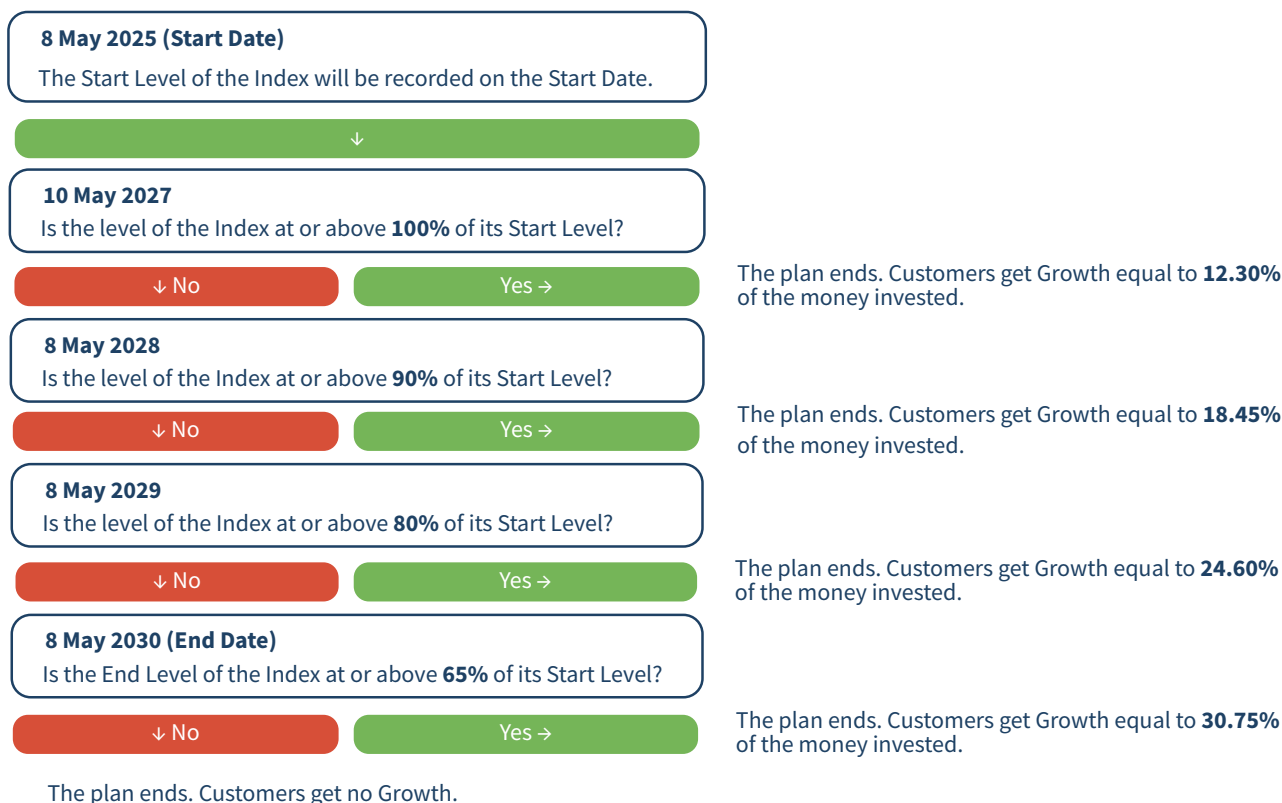 8 May 2025 (Start Date)
The Start Level of the Index will be recorded on the Start Date.
↓
10 May 2027
Is the level of the Index at or above 100% of its Start Level?
↓ No
Yes →
The plan ends. Customers get Growth equal to 12.30%
of the money invested.
8 May 2028
Is the level of the Index at or above 90% of its Start Level?
↓ No
Yes →
The plan ends. Customers get Growth equal to 18.45%
of the money invested.
8 May 2029
Is the level of the Index at or above 80% of its Start Level?
↓ No
Yes →
The plan ends. Customers get Growth equal to 24.60%
of the money invested.
8 May 2030 (End Date)
Is the End Level of the Index at or above 65% of its Start Level?
↓ No
Yes →
The plan ends. Customers get Growth equal to 30.75%
of the money invested.
The plan ends. Customers get no Growth.